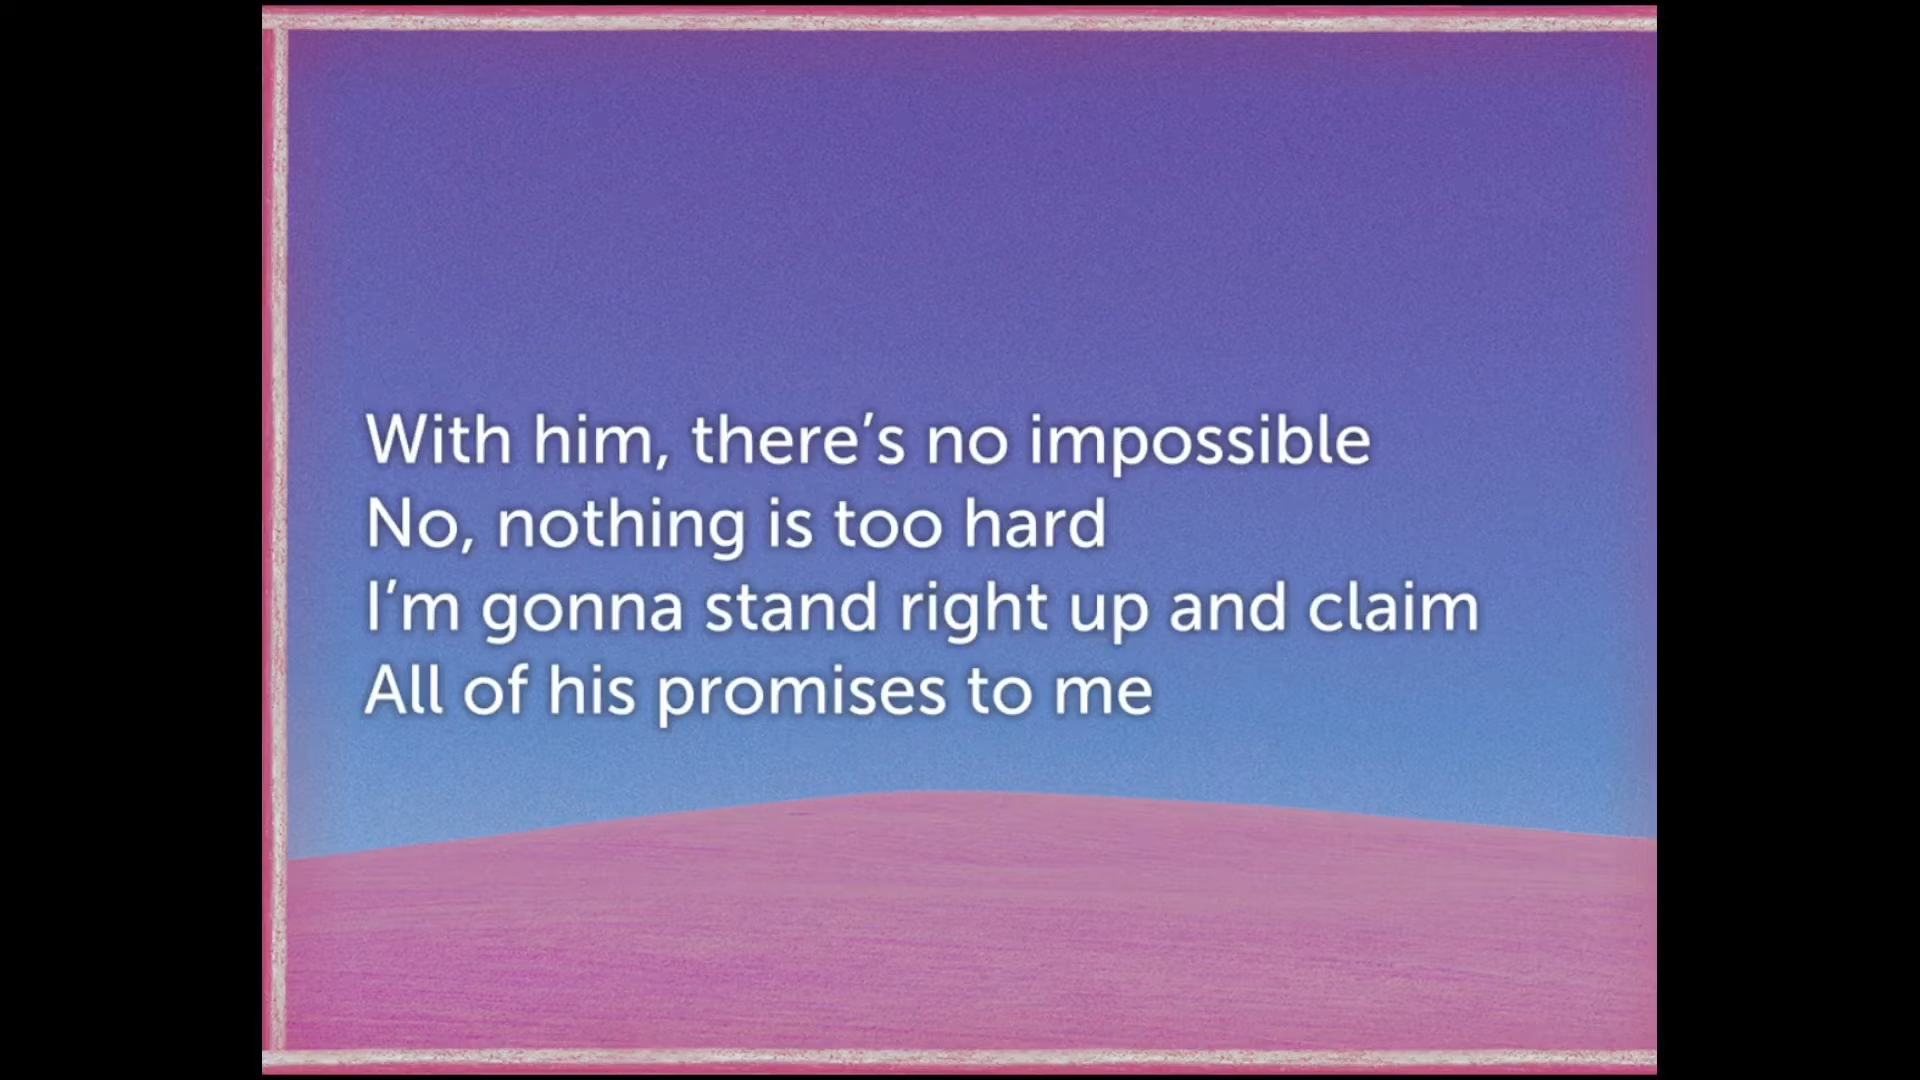 With him, there’s no impossible
No, nothing is too hard
I’m gonna stand right up and claim
All of his promises to me